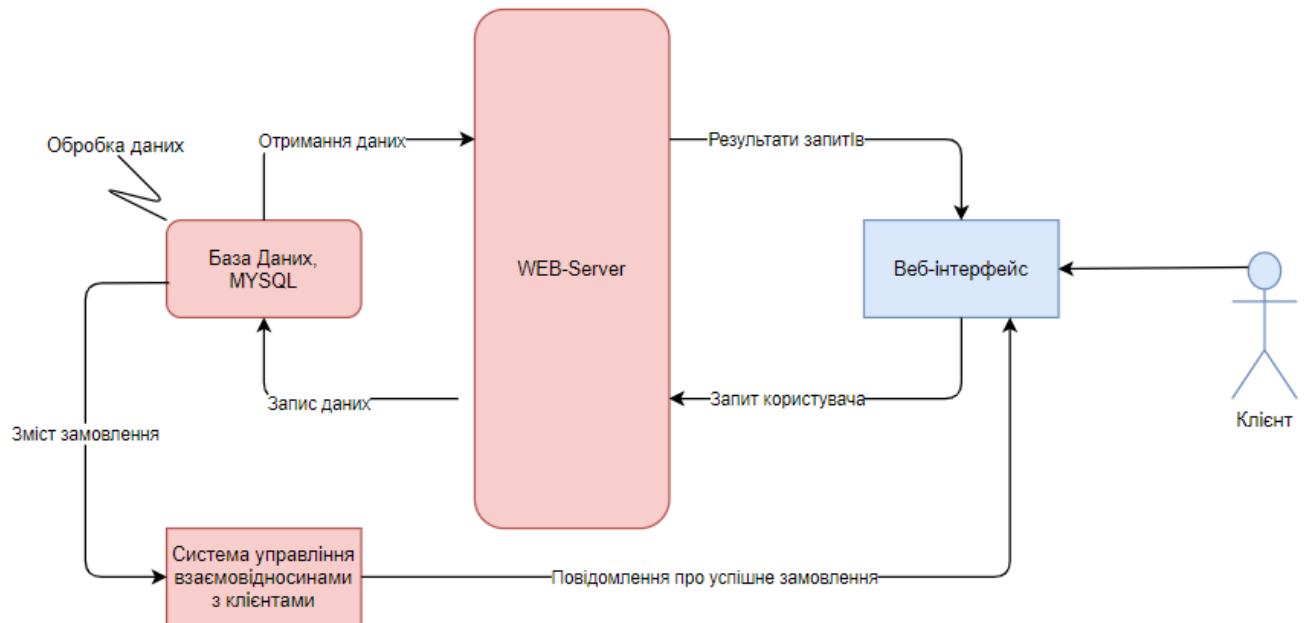 Обробка даних
Отримання даних
Результати запитів
База Даних,
MYSQL
WEB-Server
Веб-інтерфейс
Запис даних
Запит користувача
Клієнт
Зміст замовлення
Система управління
взаємовідносинами
з клієнтами
Повідомлення про успішне замовлення